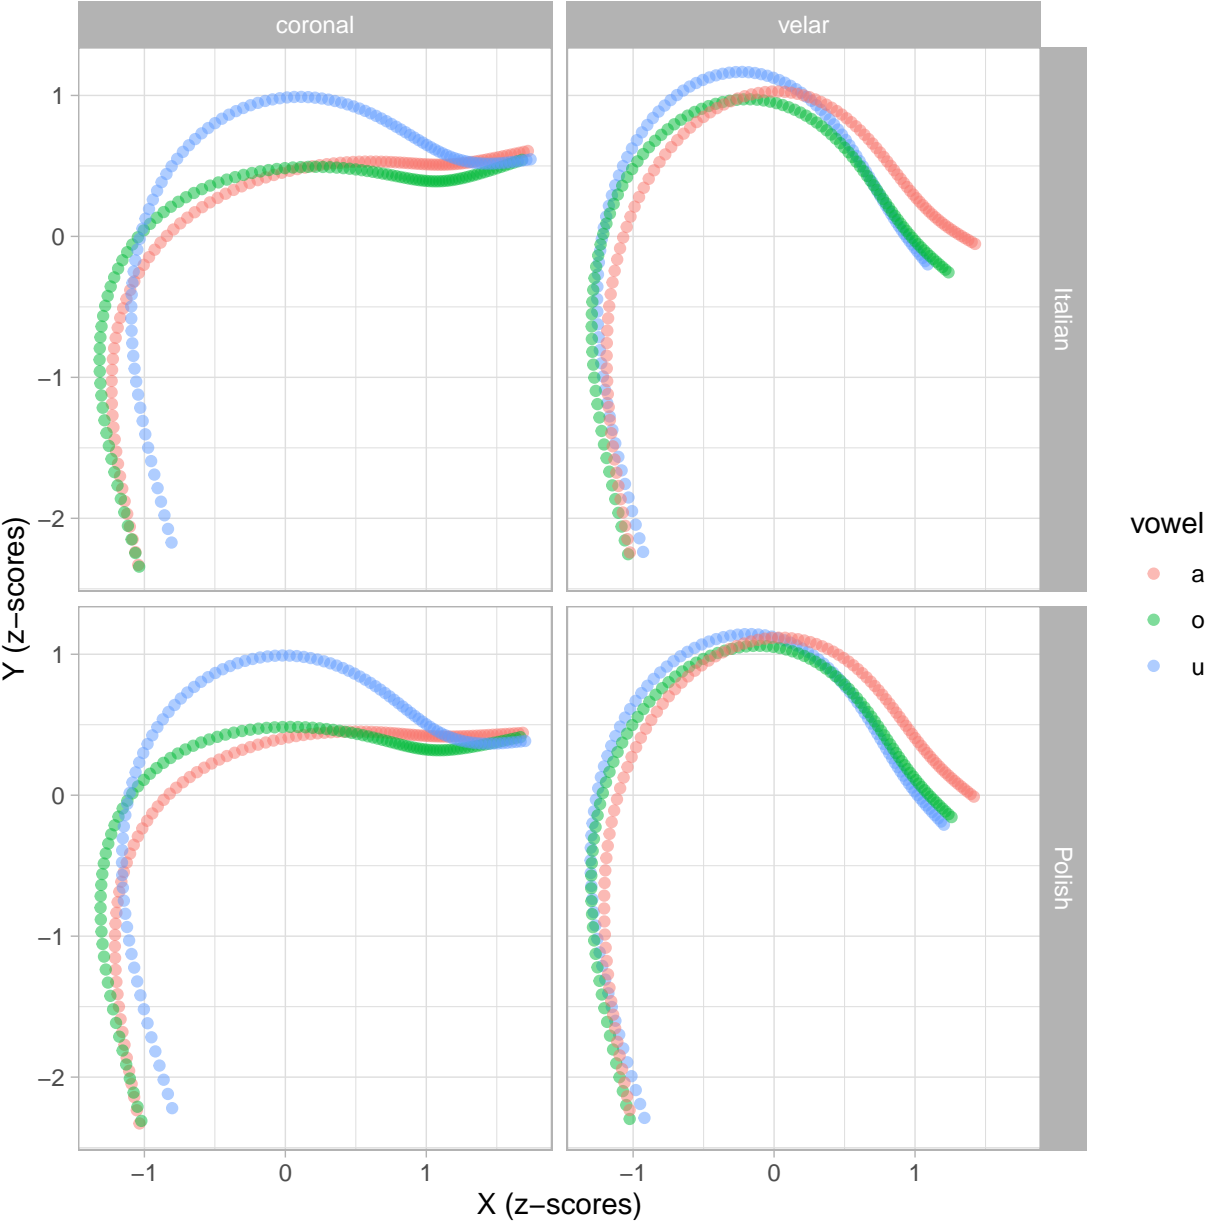 coronal
velar
1
0
−1
−2
Italian
1
0
−1
−2
Polish
−1
0
1
−1
0
1
X (z−scores)
Y (z−scores)
vowel
a
o
u